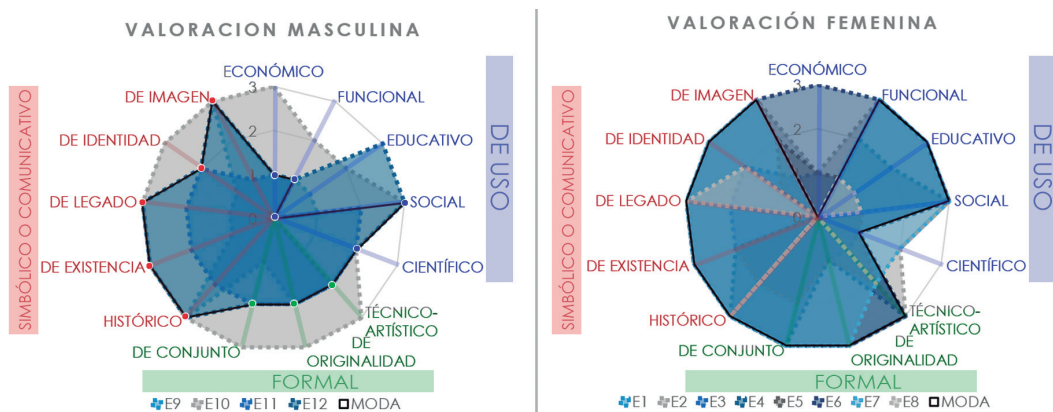 VALORACION MASCULINA
ECONÓMICO
DE IMAGEN
FUNCIONAL
DE IDENTIDAD
EDUCATIVO
DE LEGADO
SOCIAL
DE EXISTENCIA
CIENTÍFICO
HISTÓRICO
TÉCNICO-
ARTÍSTICO
DE CONJUNTO
DE
ORIGINALIDAD
3
2
1
0
SIMBÓLICO O COMUNICATIVO
DE USO
FORMAL
E9 E10 E11 E12 MODA
VALORACIÓN FEMENINA
ECONÓMICO
DE IMAGEN
FUNCIONAL
DE IDENTIDAD
EDUCATIVO
DE LEGADO
SOCIAL
DE EXISTENCIA
CIENTÍFICO
HISTÓRICO
TÉCNICO-
ARTÍSTICO
DE CONJUNTO
DE
ORIGINALIDAD
3
2
1
0
SIMBÓLICO O COMUNICATIVO
DE USO
FORMAL
E1 E2 E3 E4 E5 E6 E7 E8 MODA